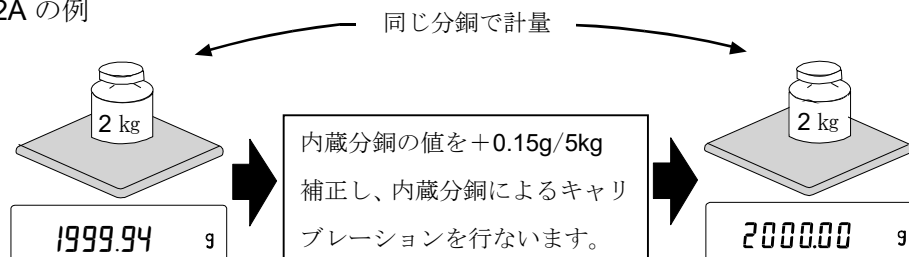 2A の例
同じ分銅で計量
2 kg
2 kg
内蔵分銅の値を＋0.15g/5kg
補正し、内蔵分銅によるキャリ
ブレーションを行ないます。
1999.94 g
2000.00 g